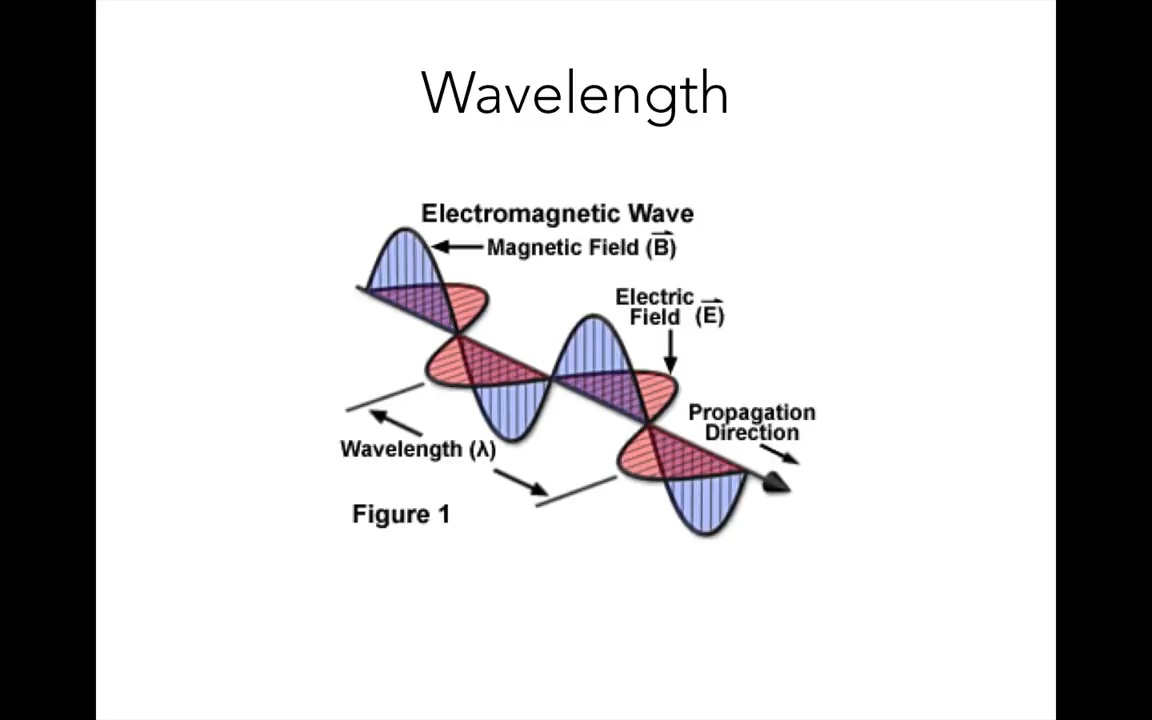 Wavelength
Electromagnetic Wave
Magnetic Field (B)
Electric
Field (E)
Propagation
Direction
Wavelength (λ)
Figure 1